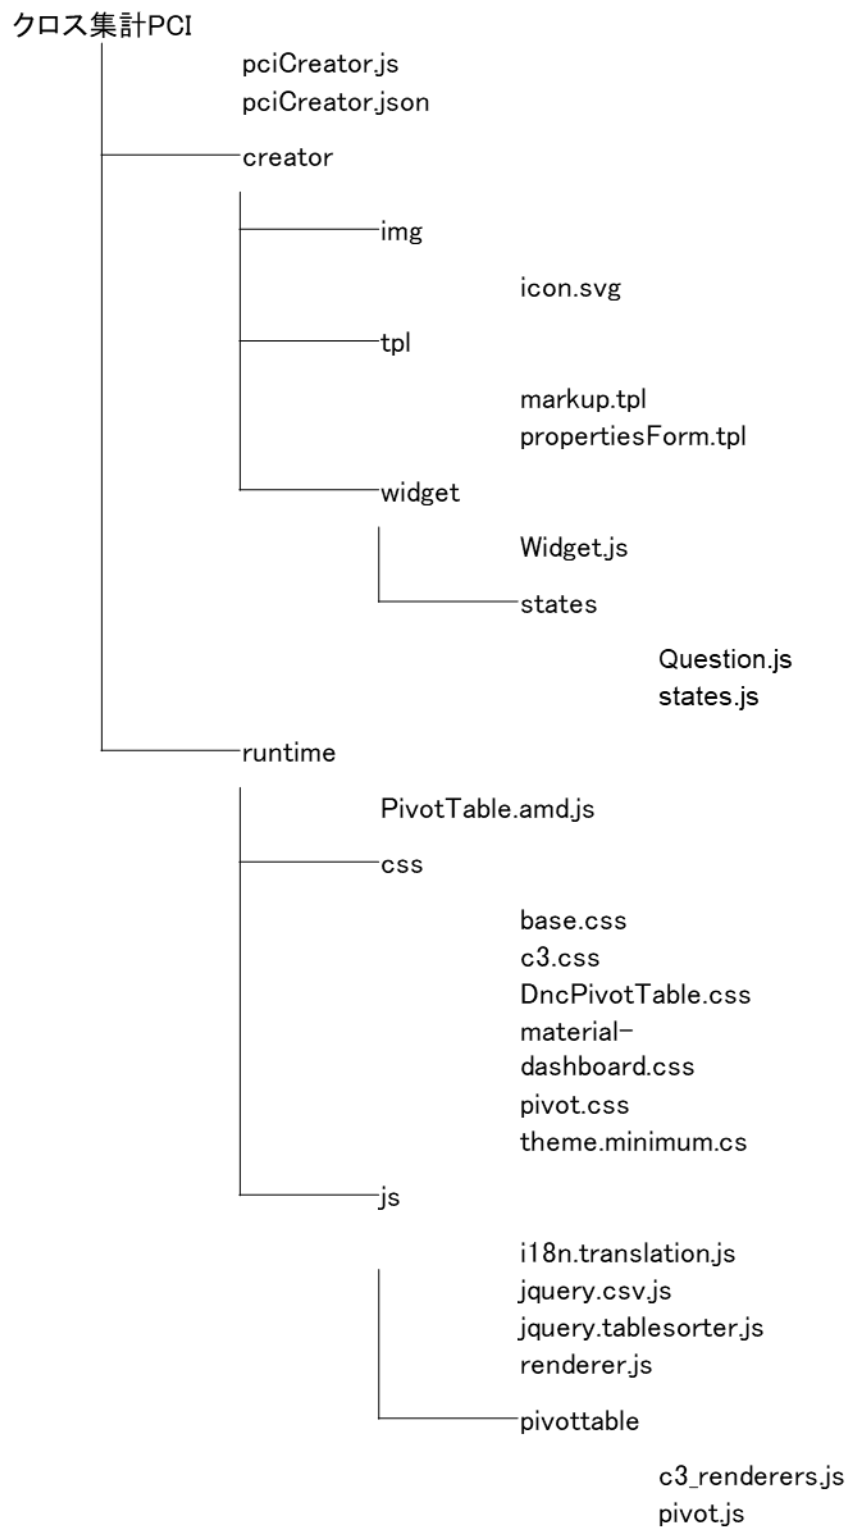 クロス集計PCI
pciCreator.js
pciCreator.json
creator
img
icon.svg
tpl
markup.tpl
propertiesForm.tpl
widget
Widget.js
states
Question.js
states.js
runtime
PivotTable.amd.js
css
base.css
c3.css
DncPivotTable.css
material-
dashboard.css
pivot.css
theme.minimum.cs
js
i18n.translation.js
jquery.csv.js
jquery.tablesorter.js
renderer.js
pivottable
c3_renderers.js
pivot.js